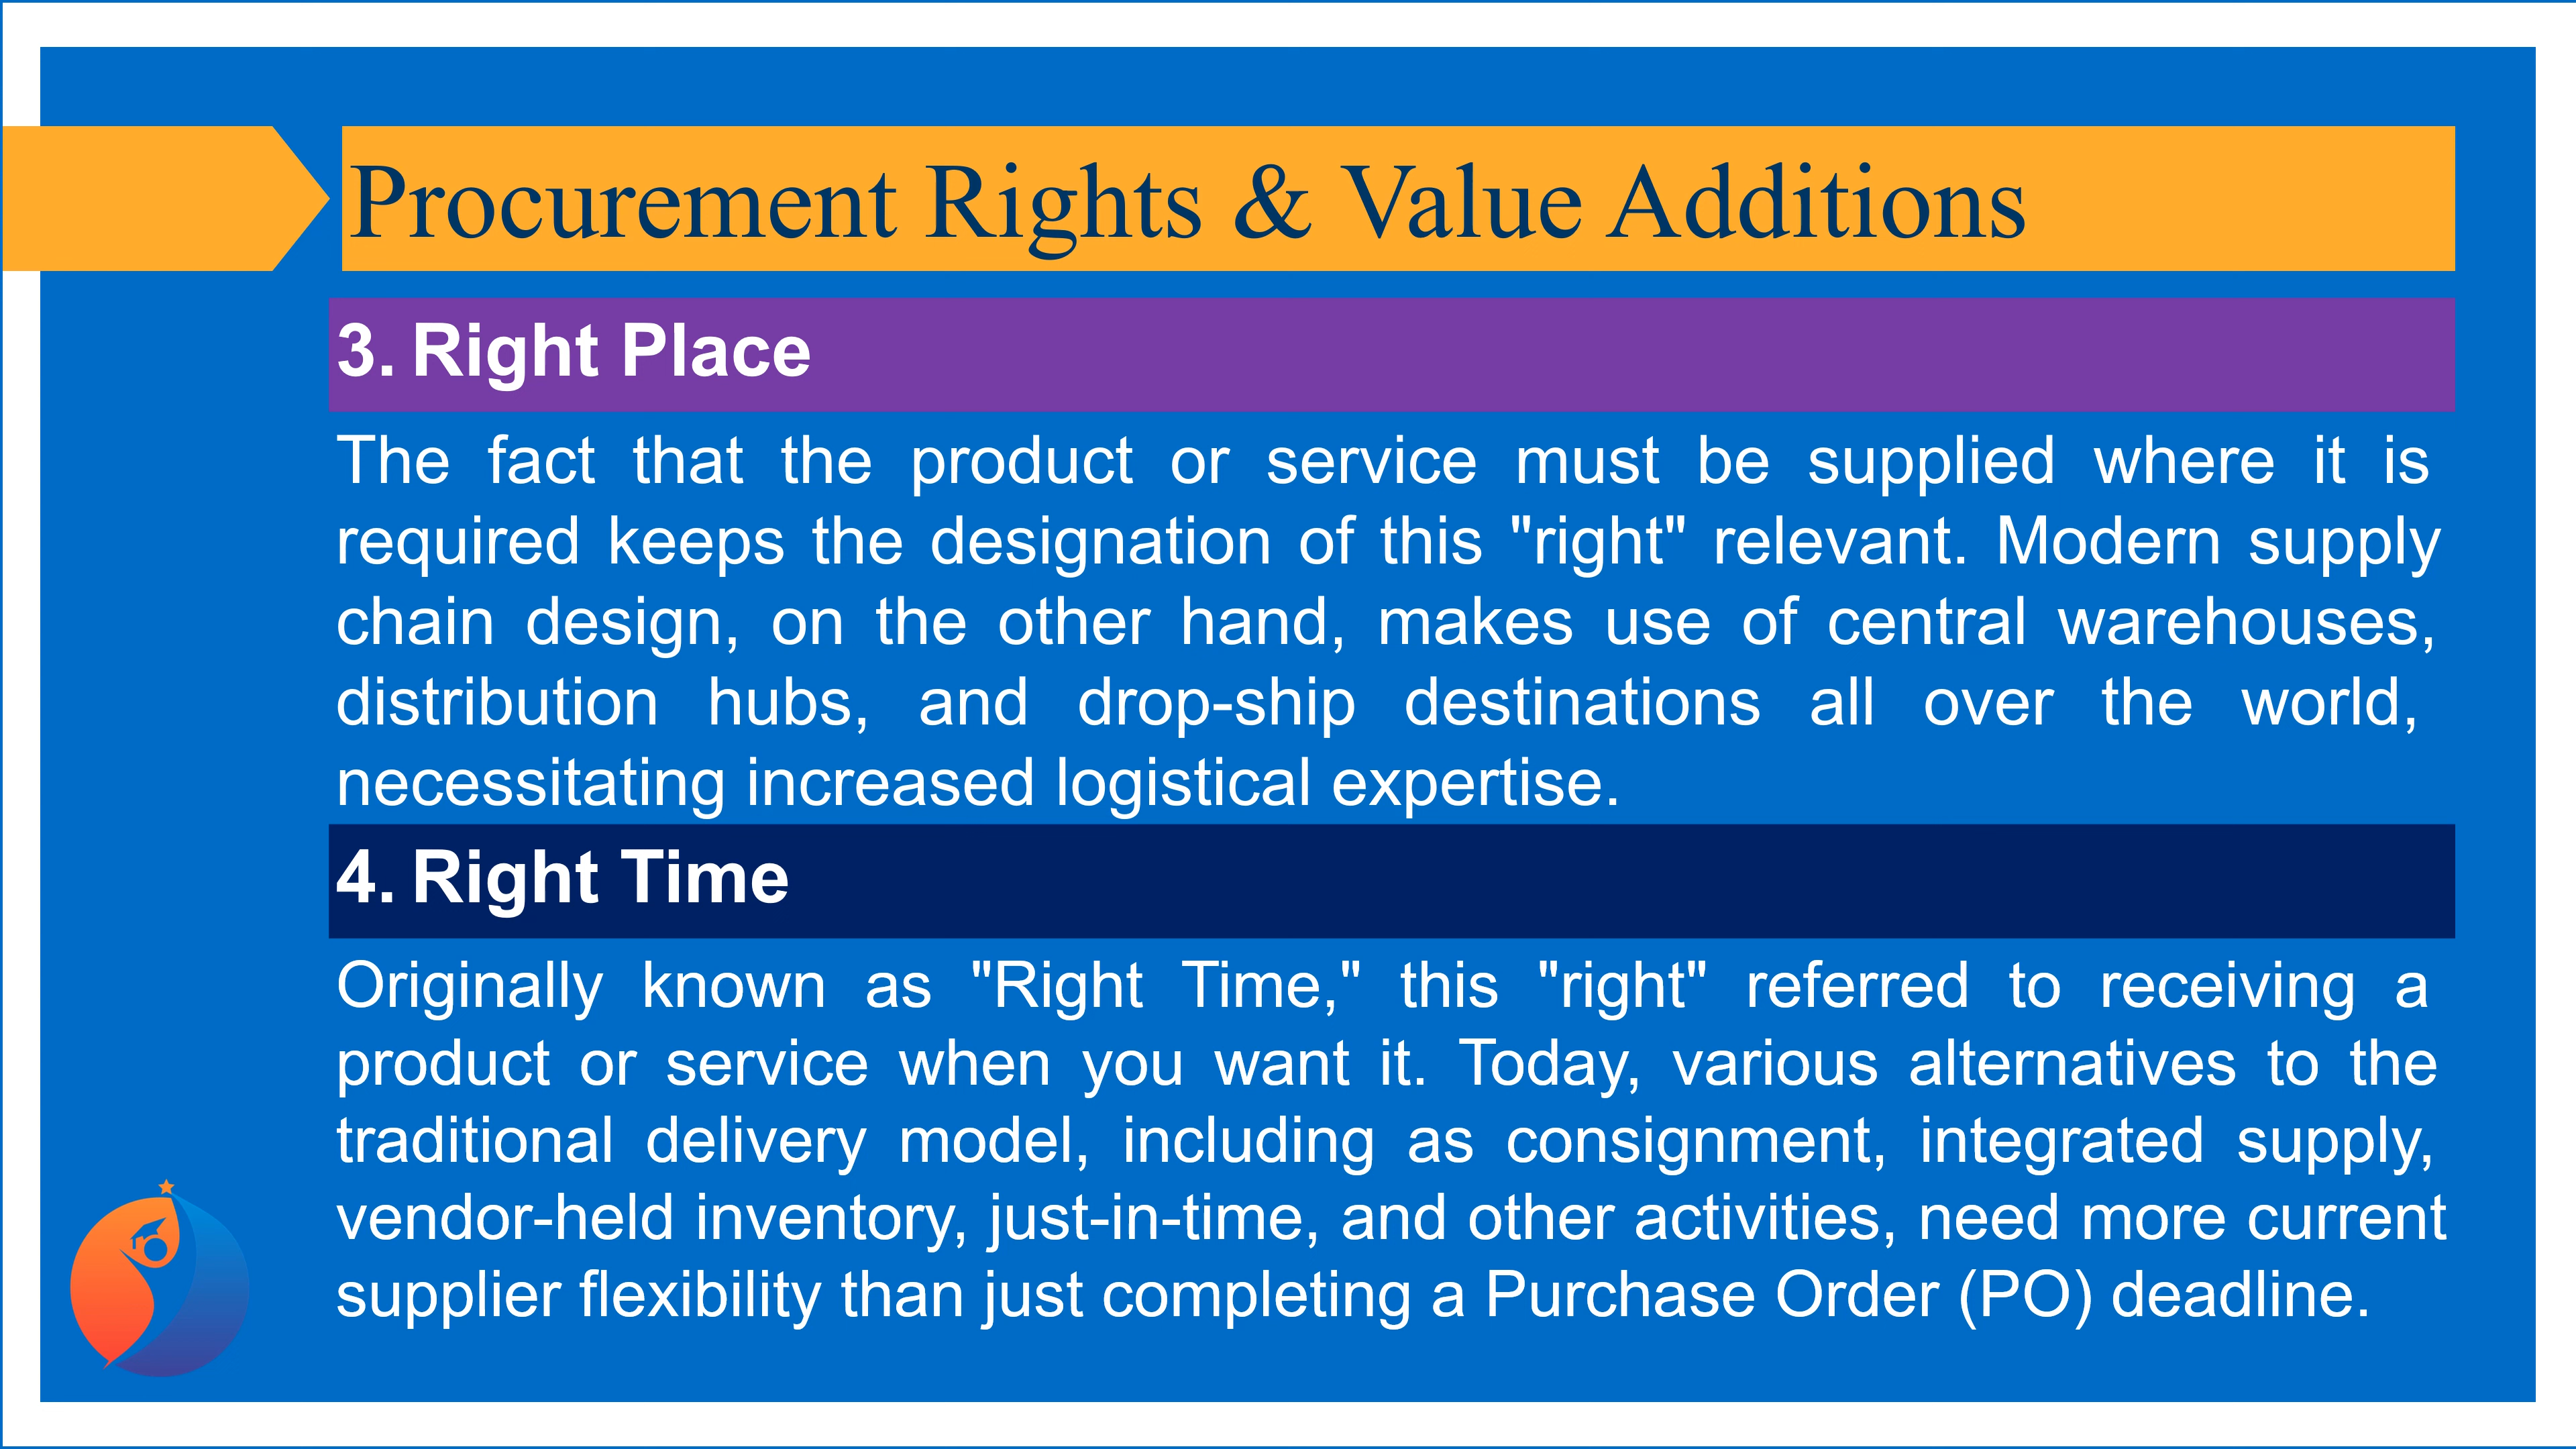 Procurement Rights & Value Additions
3. Right Place
The fact that the product or service must be supplied where it is
required keeps the designation of this "right" relevant. Modern supply
chain design, on the other hand, makes use of central warehouses,
distribution hubs, and drop-ship destinations all over the world,
necessitating increased logistical expertise.
4. Right Time
Originally known as "Right Time," this "right" referred to receiving a
product or service when you want it. Today, various alternatives to the
traditional delivery model, including as consignment, integrated supply,
vendor-held inventory, just-in-time, and other activities, need more current
supplier flexibility than just completing a Purchase Order (PO) deadline.